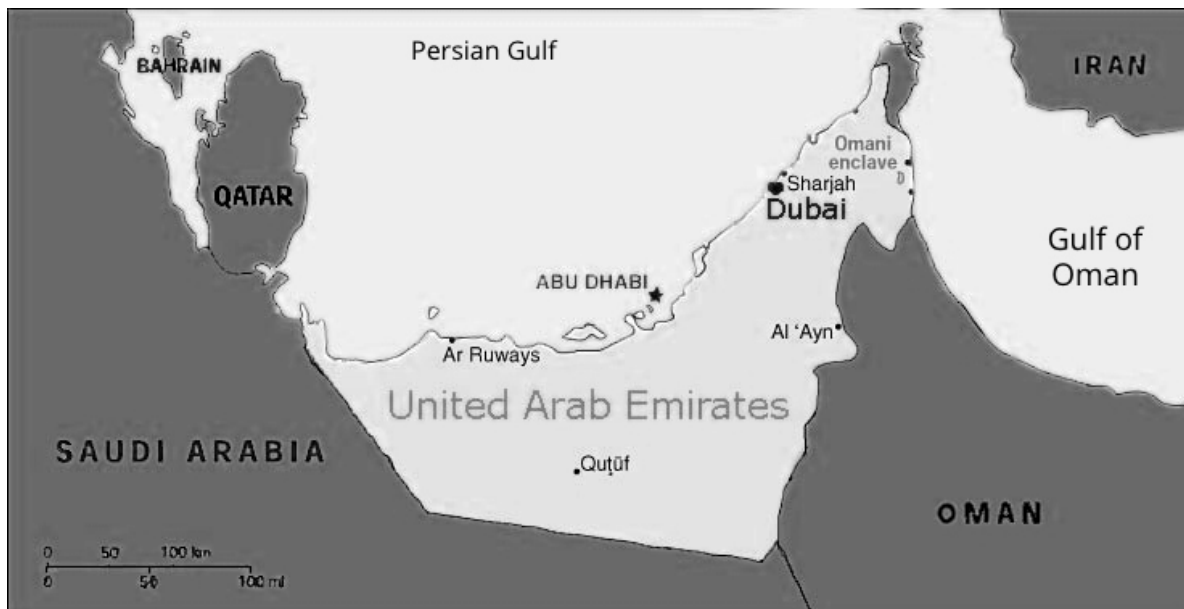 Persian Gulf
BAHRAIN
IRAN
QATAR
Omani
enclave
Sharjah
Dubai
Gulf of
Oman
ABU DHABI
Al ‘Ayn
Ar Ruways
United Arab Emirates
SAUDI ARABIA
Quţūf
OMAN
0 50 100 km
0 50 100 mi